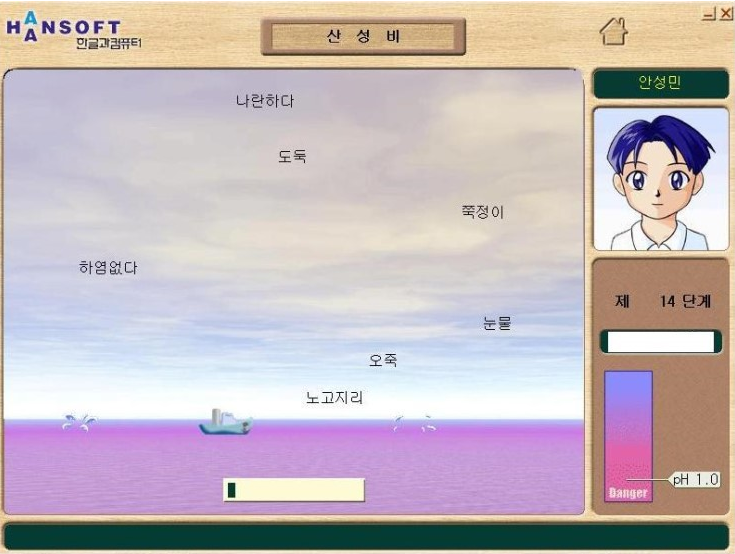 HAANSOFT
한글과컴퓨터
산 성 비
안성민
나란하다
도둑
쭉정이
하염없다
눈물
오죽
노고지리
제 14 단계
pH 1.0
Danger